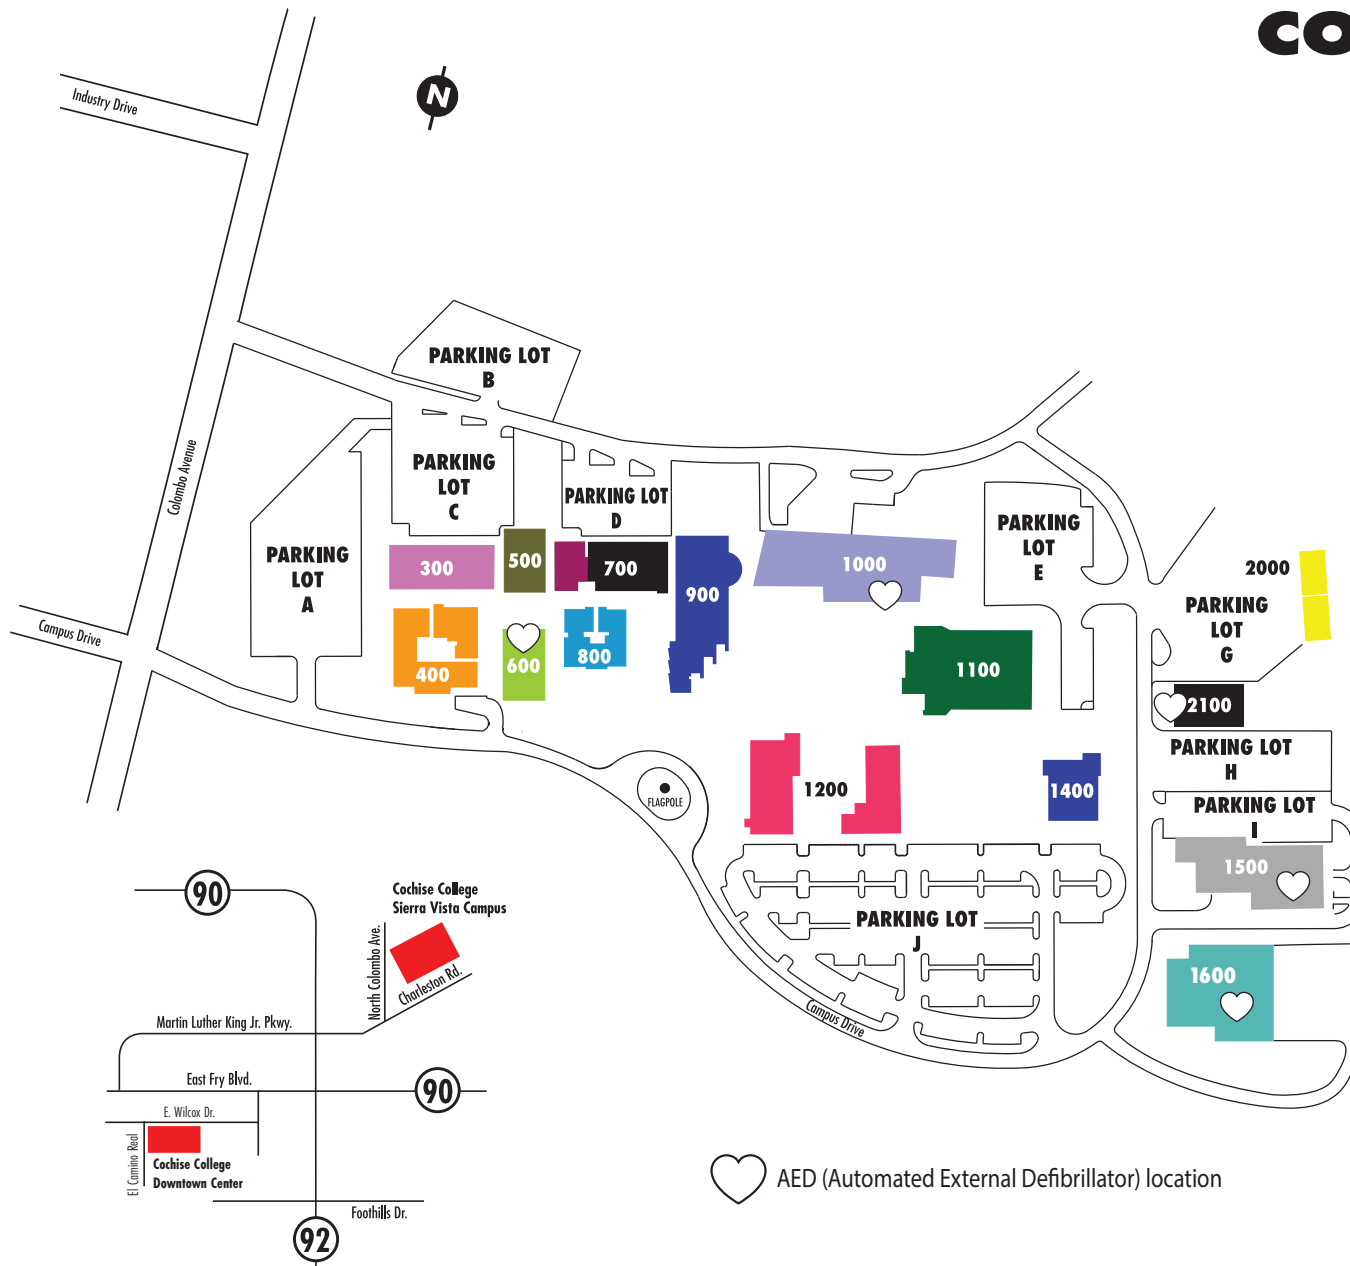 CO
Industry Drive
N
PARKING LOT
B
Colombo Avenue
PARKING
LOT
C
PARKING LOT
D
PARKING
LOT
E
PARKING
LOT
A
300
500
700
900
1000
2000
PARKING
LOT
G
Campus Drive
400
600
800
1100
2100
PARKING LOT
H
FLAGPOLE
1200
1400
PARKING LOT
I
1500
PARKING LOT
J
1600
Campus Drive
90
Cochise College
Sierra Vista Campus
North Colombo Ave.
Charleston Rd.
Martin Luther King Jr. Pkwy.
East Fry Blvd.
90
E. Wilcox Dr.
El Camino Real
Cochise College
Downtown Center
Foothills Dr.
92
AED (Automated External Defibrillator) location